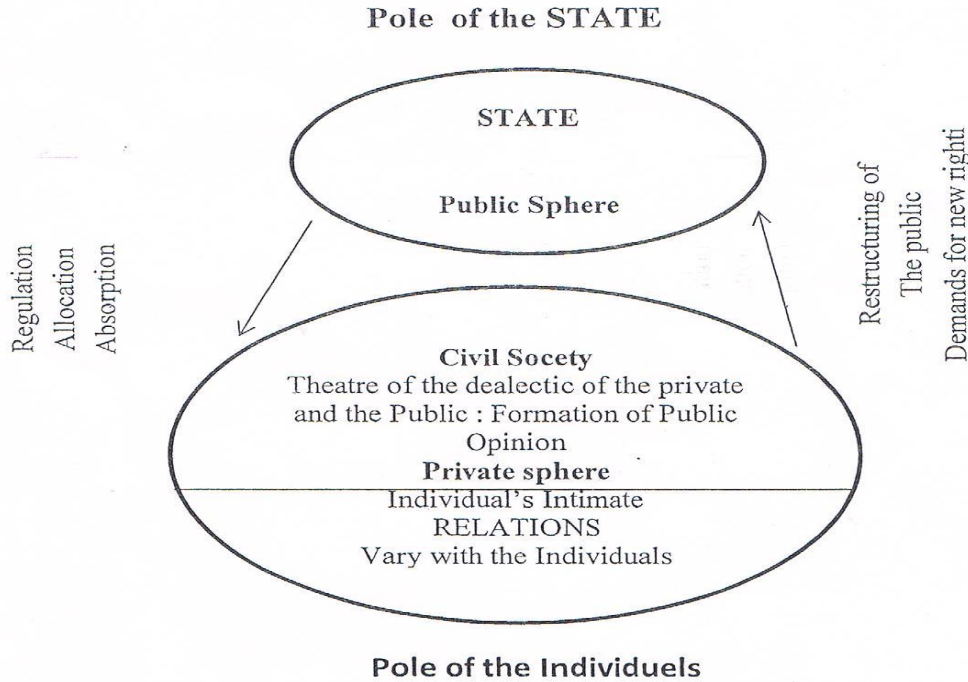 Pole of the STATE
STATE
Public Sphere
Regulation
Allocation
Absorption
Restructuring of
The public
Demands for new righti
Civil Socety
Theatre of the dealectic of the private
and the Public : Formation of Public
Opinion
Private sphere
Individual's Intimate
RELATIONS
Vary with the Individuals
Pole of the Individuels